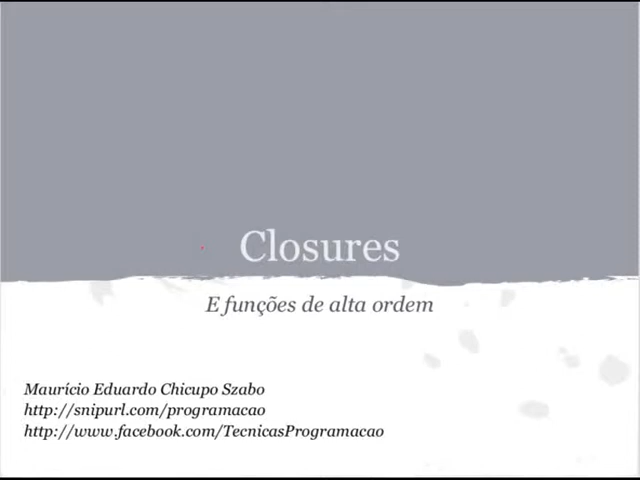 Closures
E funções de alta ordem
Maurício Eduardo Chicupo Szabo
http://snipurl.com/programacao
http://www.facebook.com/TecnicasProgramacao